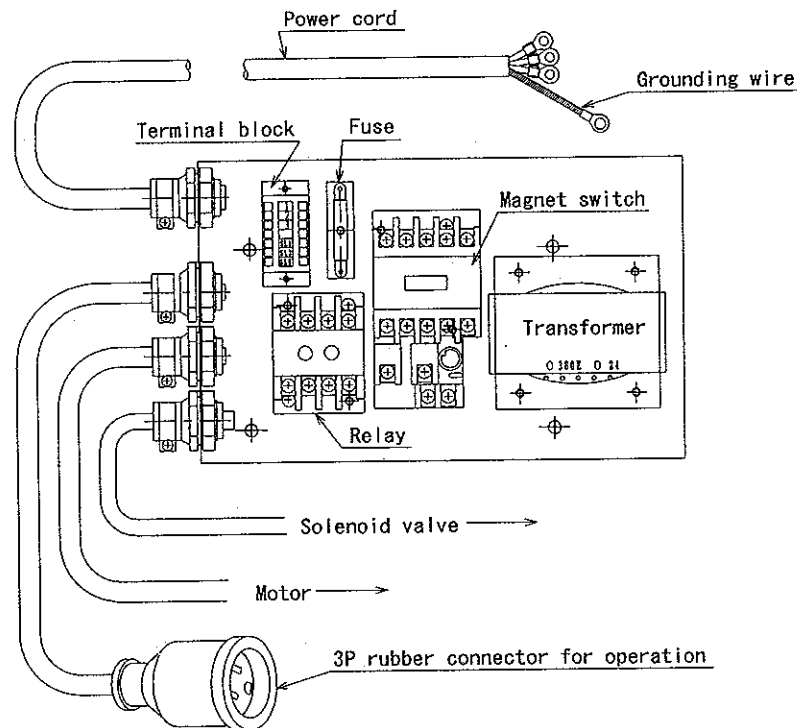 Power cord
Grounding wire
Terminal block
Fuse
Magnet switch
Transformer
Relay
Solenoid valve
Motor
3P rubber connector for operation